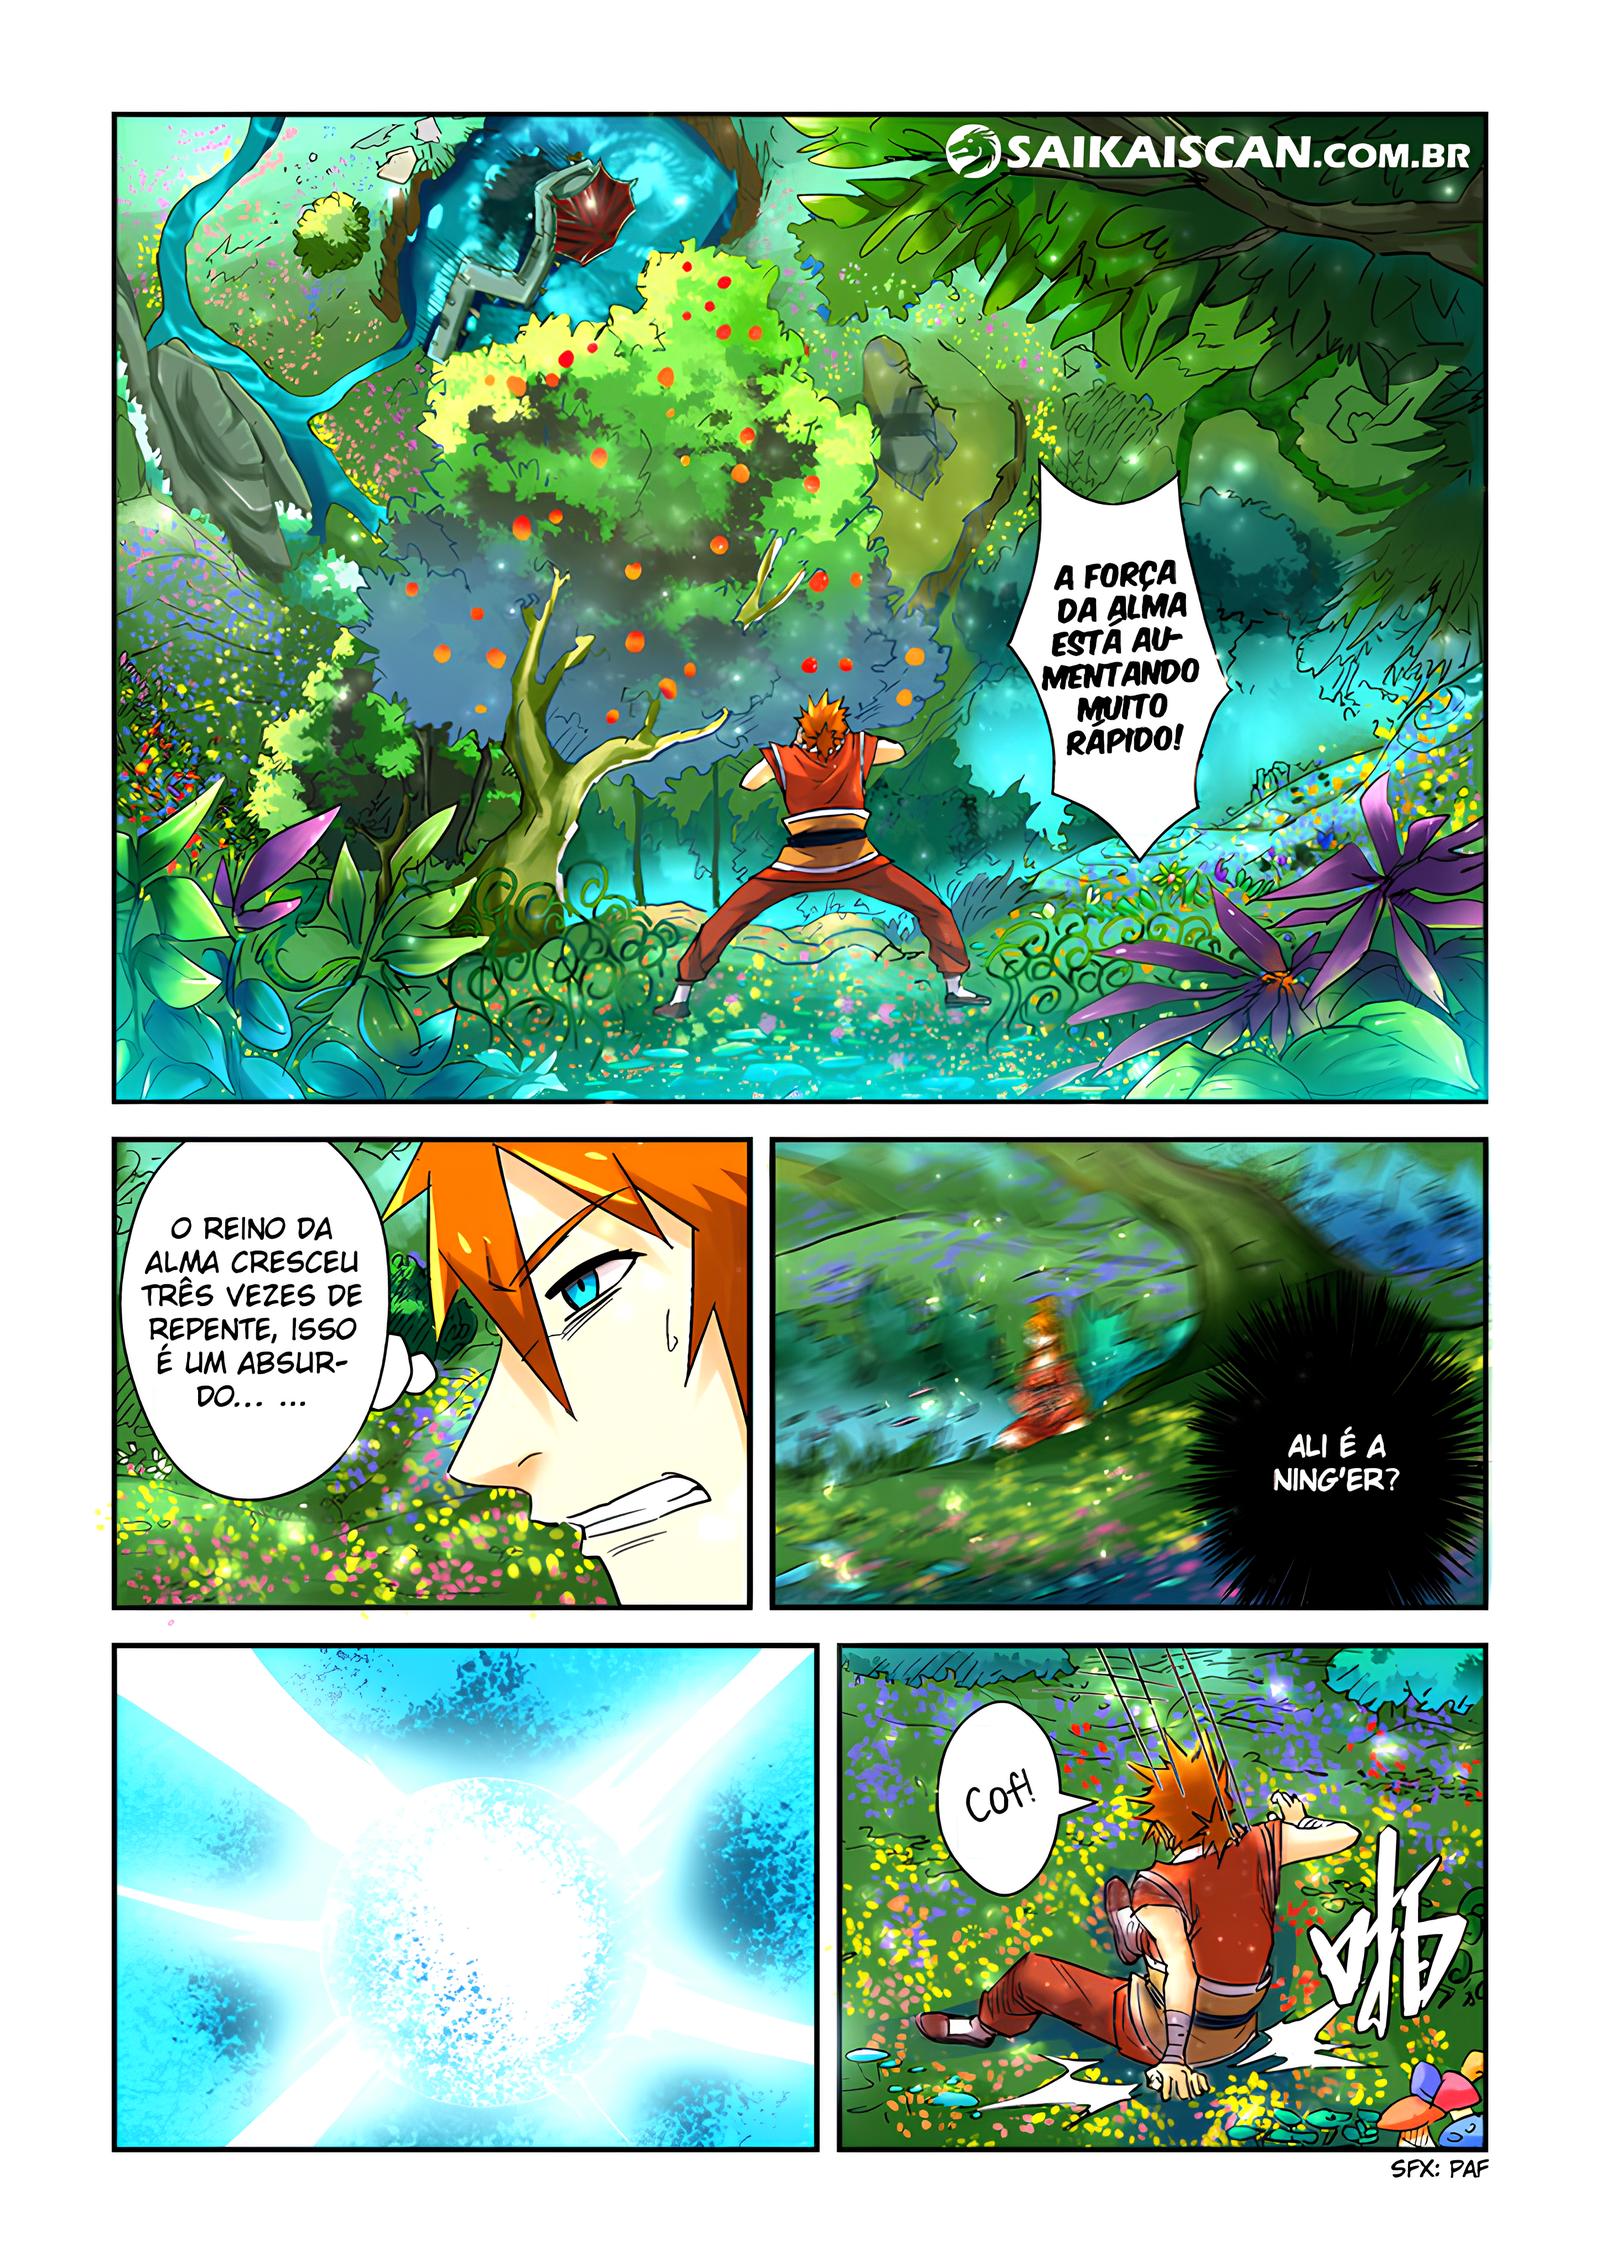 SAIKAISCAN.COM.BR
A FORÇA
DA ALMA
ESTÁ AU-
MENTANDO
MUITO
RÁPIDO!
O REINO DA
ALMA CRESCEU
TRÊS VEZES DE
REPENTE, ISSO
É UM ABSUR-
DO... ...
ALI É A
NING'ER?
Cof!
SFX: PAF